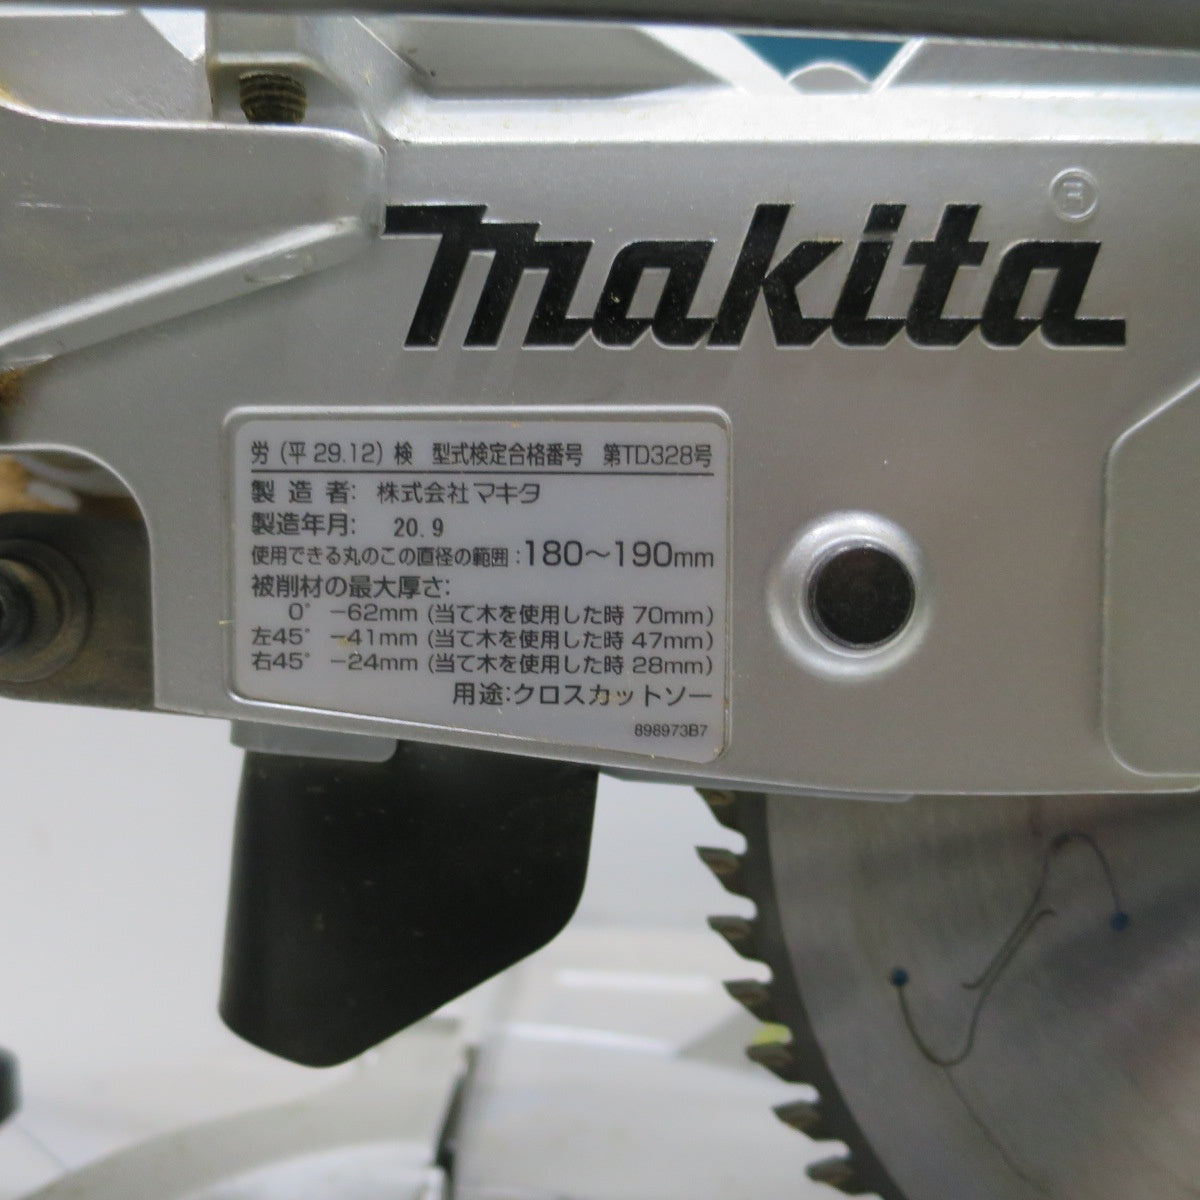 makita®
労（平 29.12）検 型式検定合格番号 第TD328号
製造者: 株式会社マキタ
製造年月: 20.9
使用できる丸のこの直径の範囲：180～190mm
被削材の最大厚さ:
0° −62mm (当て木を使用した時 70mm)
左45° −41mm (当て木を使用した時 47mm)
右45° −24mm (当て木を使用した時 28mm)
用途:クロスカットソー
898973B7